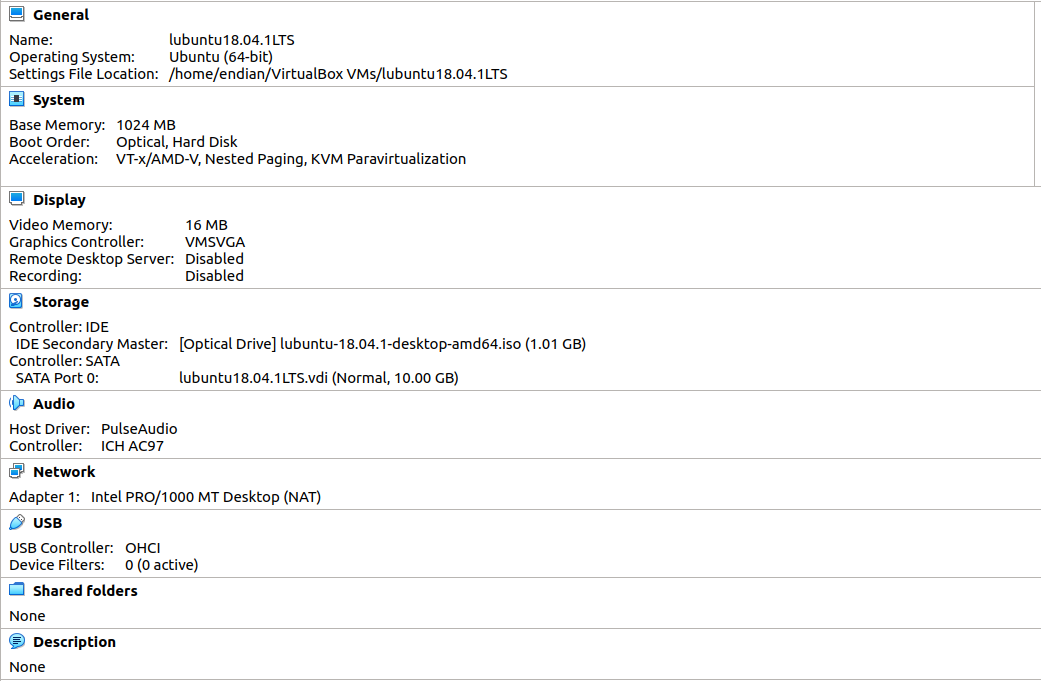 General
Name: lubuntu18.04.1LTS
Operating System: Ubuntu (64-bit)
Settings File Location: /home/endian/VirtualBox VMs/lubuntu18.04.1LTS
System
Base Memory: 1024 MB
Boot Order: Optical, Hard Disk
Acceleration: VT-x/AMD-V, Nested Paging, KVM Paravirtualization
Display
Video Memory: 16 MB
Graphics Controller: VMSVGA
Remote Desktop Server: Disabled
Recording: Disabled
Storage
Controller: IDE
IDE Secondary Master: [Optical Drive] lubuntu-18.04.1-desktop-amd64.iso (1.01 GB)
Controller: SATA
SATA Port 0: lubuntu18.04.1LTS.vdi (Normal, 10.00 GB)
Audio
Host Driver: PulseAudio
Controller: ICH AC97
Network
Adapter 1: Intel PRO/1000 MT Desktop (NAT)
USB
USB Controller: OHCI
Device Filters: 0 (0 active)
Shared folders
None
Description
None